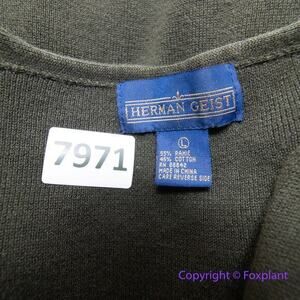 HERMAN GEIST
7971
L
55% RAMIE
45% COTTON
RN 88842
MADE IN CHINA
CARE REVERSE SIDE
Copyright © Foxplant